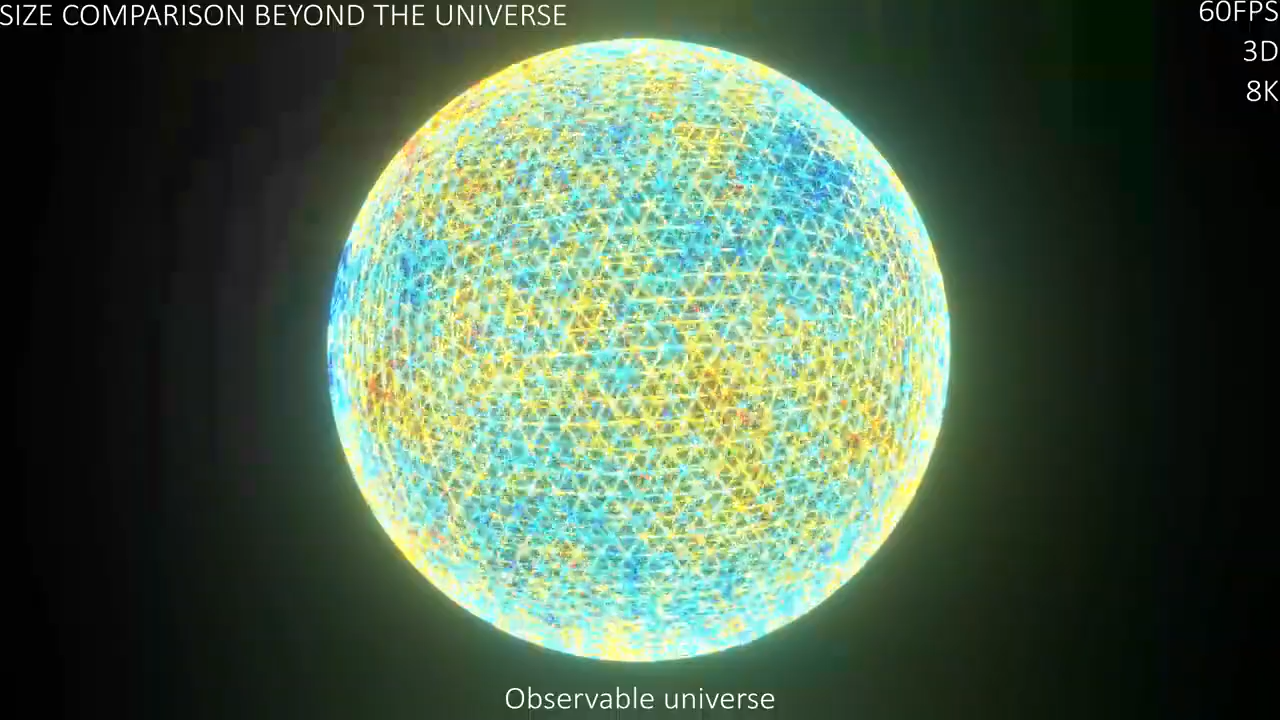 SIZE COMPARISON BEYOND THE UNIVERSE
60FPS
3D
8K
Observable universe